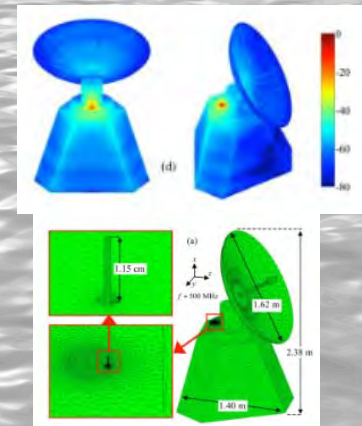 0
-20
-40
-60
-80
(d)
(a)
1.15 cm
x
z
y
f = 500 MHz
1.62 m
2.38 m
1.40 m